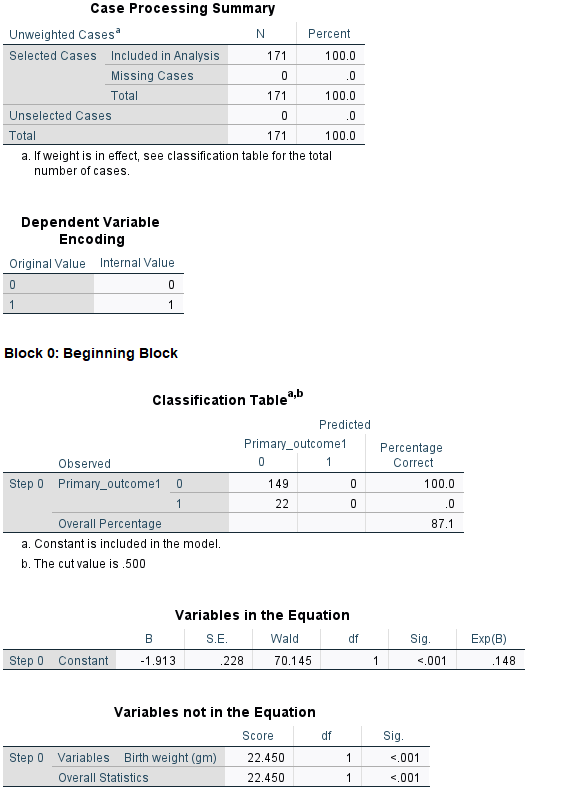 Case Processing Summary
Unweighted Casesa N Percent
Selected Cases Included in Analysis 171 100.0
Missing Cases 0 .0
Total 171 100.0
Unselected Cases 0 .0
Total 171 100.0
a. If weight is in effect, see classification table for the total
number of cases.
Dependent Variable
Encoding
Original Value Internal Value
0 0
1 1
Block 0: Beginning Block
Classification Tablea,b
Predicted
Primary_outcome1 Percentage
Observed 0 1 Correct
Step 0 Primary_outcome1 0 149 0 100.0
1 22 0 .0
Overall Percentage 87.1
a. Constant is included in the model.
b. The cut value is .500
Variables in the Equation
B S.E. Wald df Sig. Exp(B)
Step 0 Constant -1.913 .228 70.145 1 <.001 .148
Variables not in the Equation
Score df Sig.
Step 0 Variables Birth weight (gm) 22.450 1 <.001
Overall Statistics 22.450 1 <.001